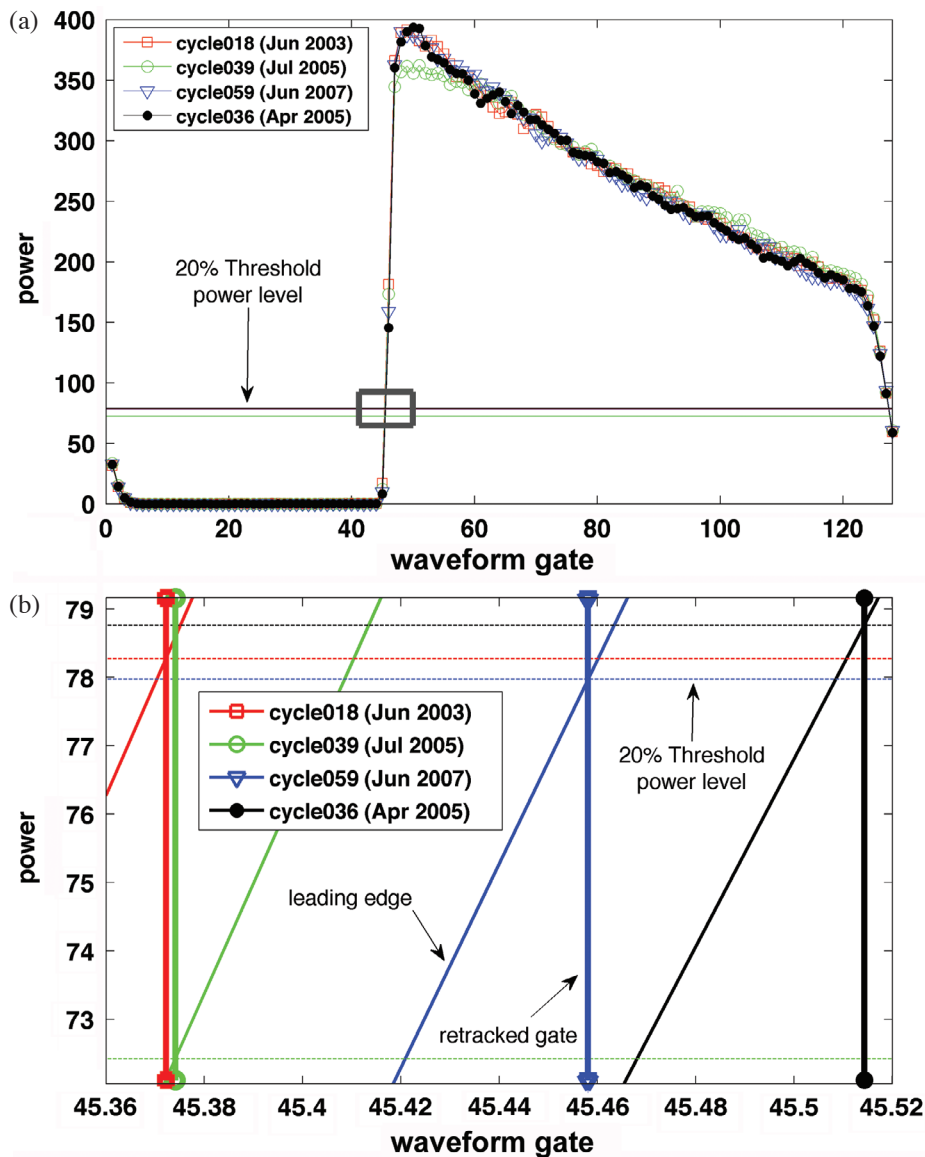 (a)
400
350
300
250
200
150
100
50
0
power
cycle018 (Jun 2003)
cycle039 (Jul 2005)
cycle059 (Jun 2007)
cycle036 (Apr 2005)
20% Threshold
power level
0 20 40 60 80 100 120
waveform gate
(b)
79
78
77
76
75
74
73
power
cycle018 (Jun 2003)
cycle039 (Jul 2005)
cycle059 (Jun 2007)
cycle036 (Apr 2005)
20% Threshold
power level
leading edge
retracked gate
45.36 45.38 45.4 45.42 45.44 45.46 45.48 45.5 45.52
waveform gate